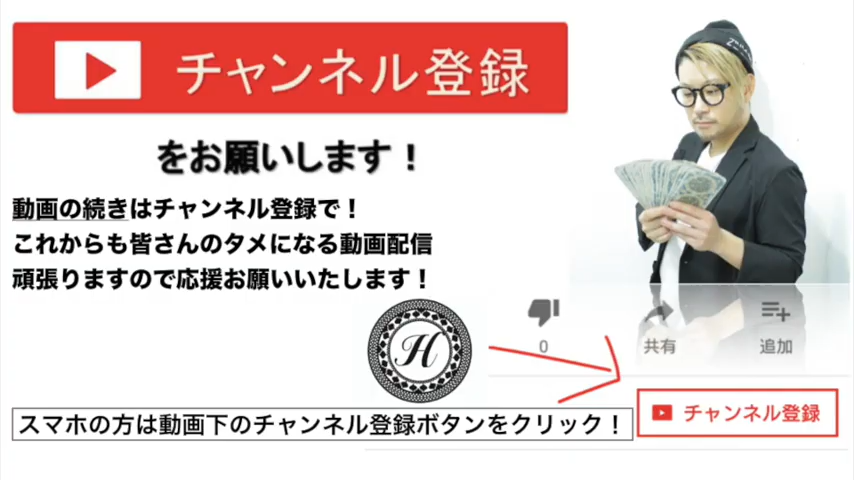 チャンネル登録
をお願いします！
動画の続きはチャンネル登録で！
これからも皆さんのタメになる動画配信
頑張りますので応援お願いいたします！
H
0
共有
追加
チャンネル登録
スマホの方は動画下のチャンネル登録ボタンをクリック！